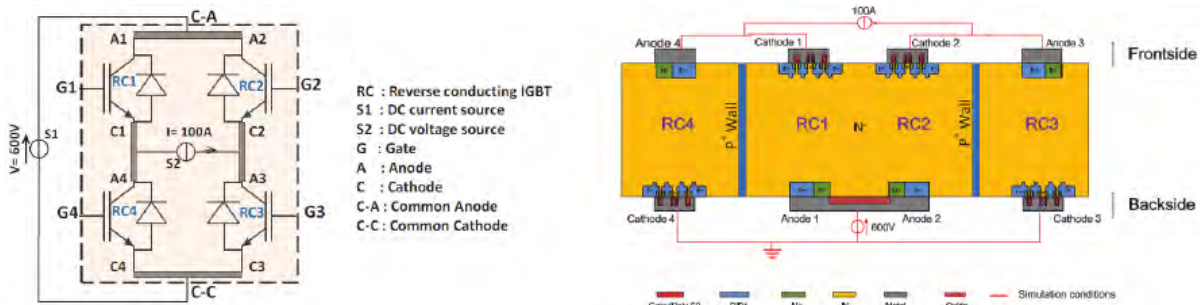 C-A
A1
A2
G1
RC1
RC2
G2
C1
I= 100A
C2
S1
V= 600V
S2
A4
A3
G4
RC4
RC3
G3
C4
C3
C-C
RC : Reverse conducting IGBT
S1 : DC current source
S2 : DC voltage source
G : Gate
A : Anode
C : Cathode
C-A : Common Anode
C-C : Common Cathode
100A
Anode 4
Cathode 1
Cathode 2
Anode 3
Frontside
RC4
P+ Wall
RC1
N-
RC2
P+ Wall
RC3
Cathode 4
Anode 1
Anode 2
Cathode 3
Backside
600V
Simulation conditions